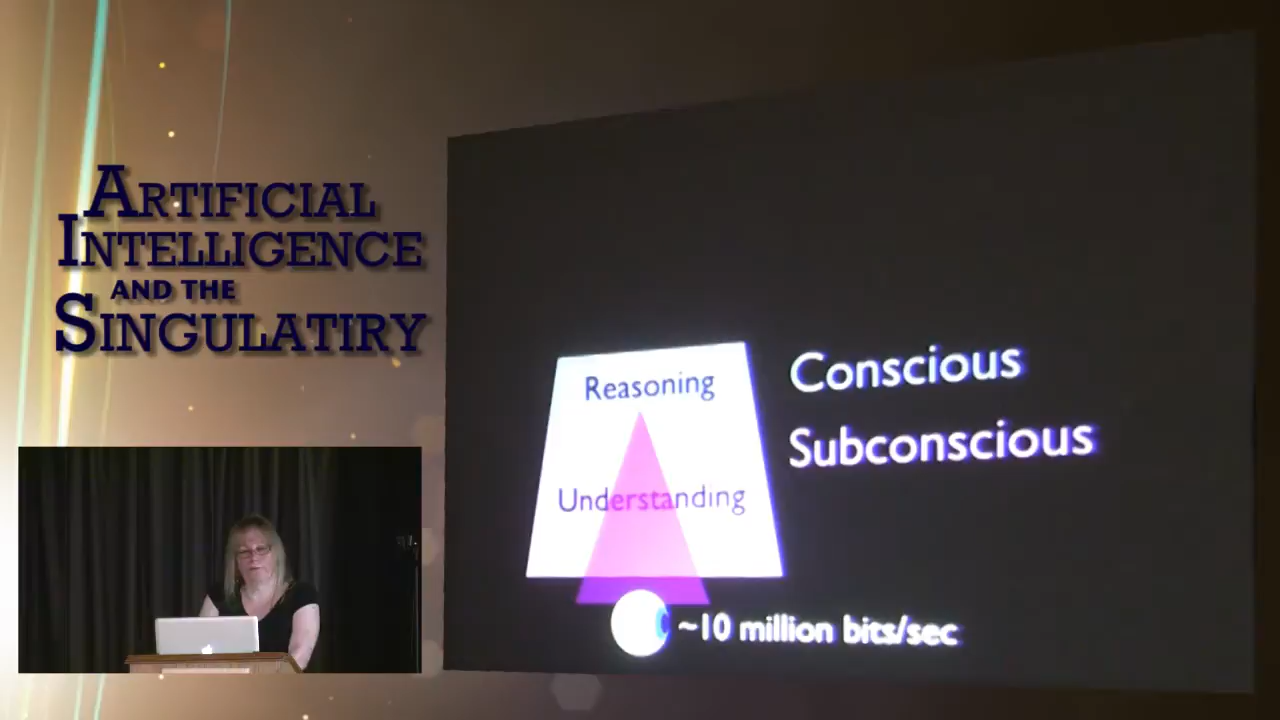 ARTIFICIAL
INTELLIGENCE
AND THE
SINGULATIRY
Reasoning
Understanding
Conscious
Subconscious
~10 million bits/sec